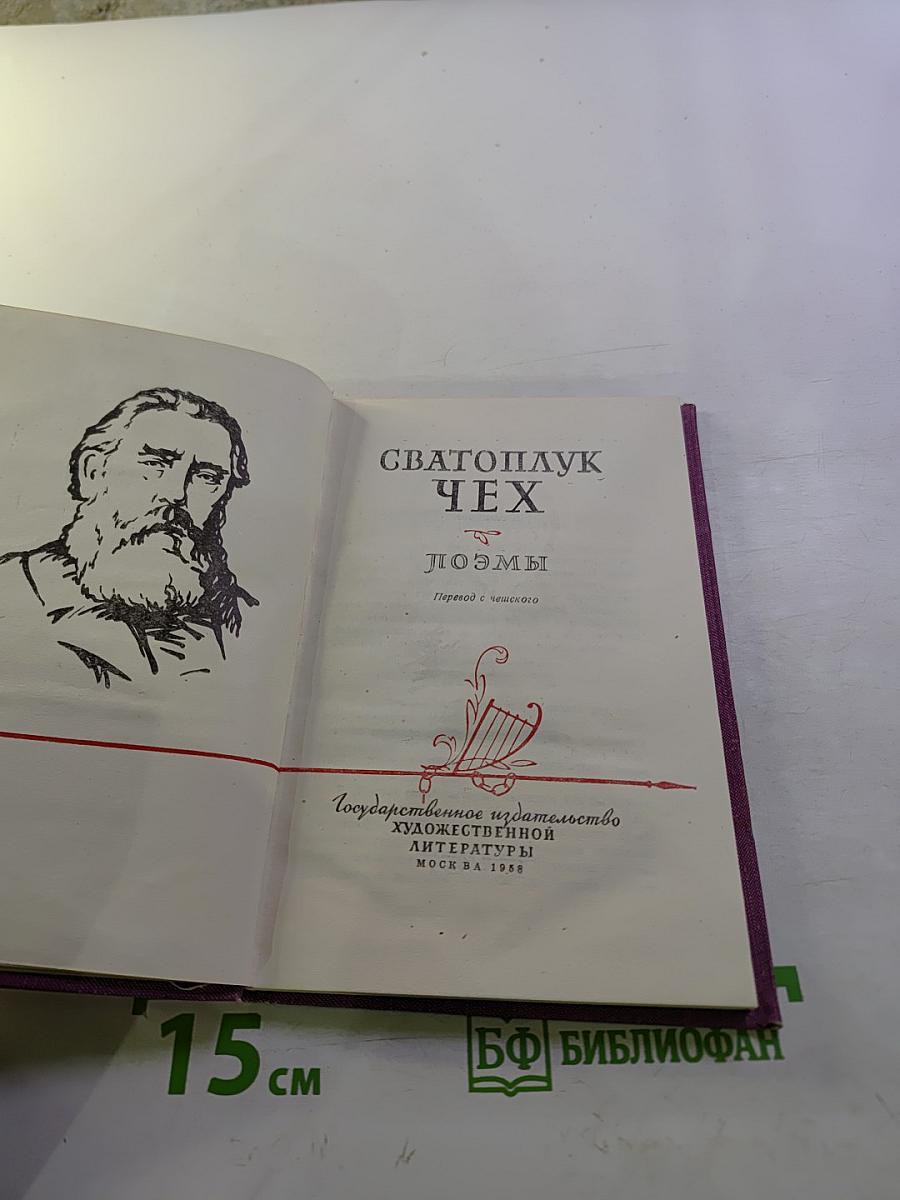 СВАТОПЛУК
ЧЕХ
ПОЭМЫ
Перевод с чешского
Государственное издательство
ХУДОЖЕСТВЕННОЙ
ЛИТЕРАТУРЫ
МОСКВА 1958
15 см
БФ БИБЛИОФАН